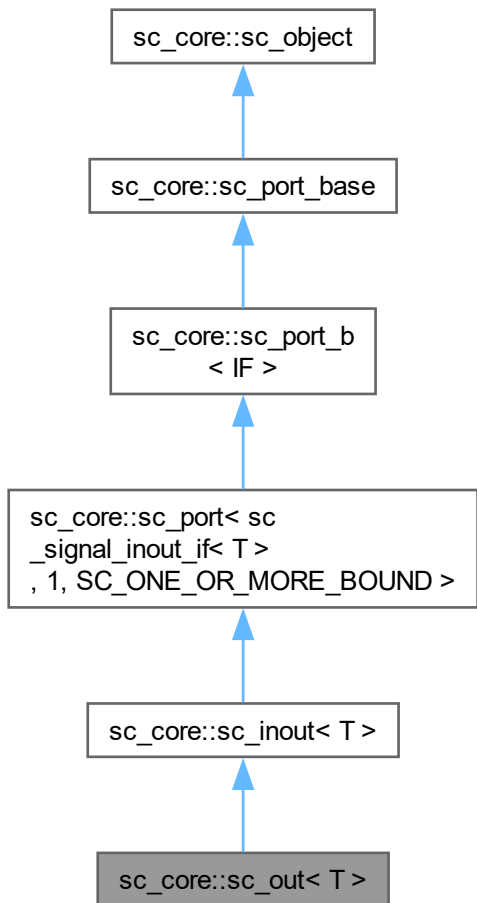 sc_core::sc_object
sc_core::sc_port_base
sc_core::sc_port_b
< IF >
sc_core::sc_port< sc
_signal_inout_if< T >
, 1, SC_ONE_OR_MORE_BOUND >
sc_core::sc_inout< T >
sc_core::sc_out< T >